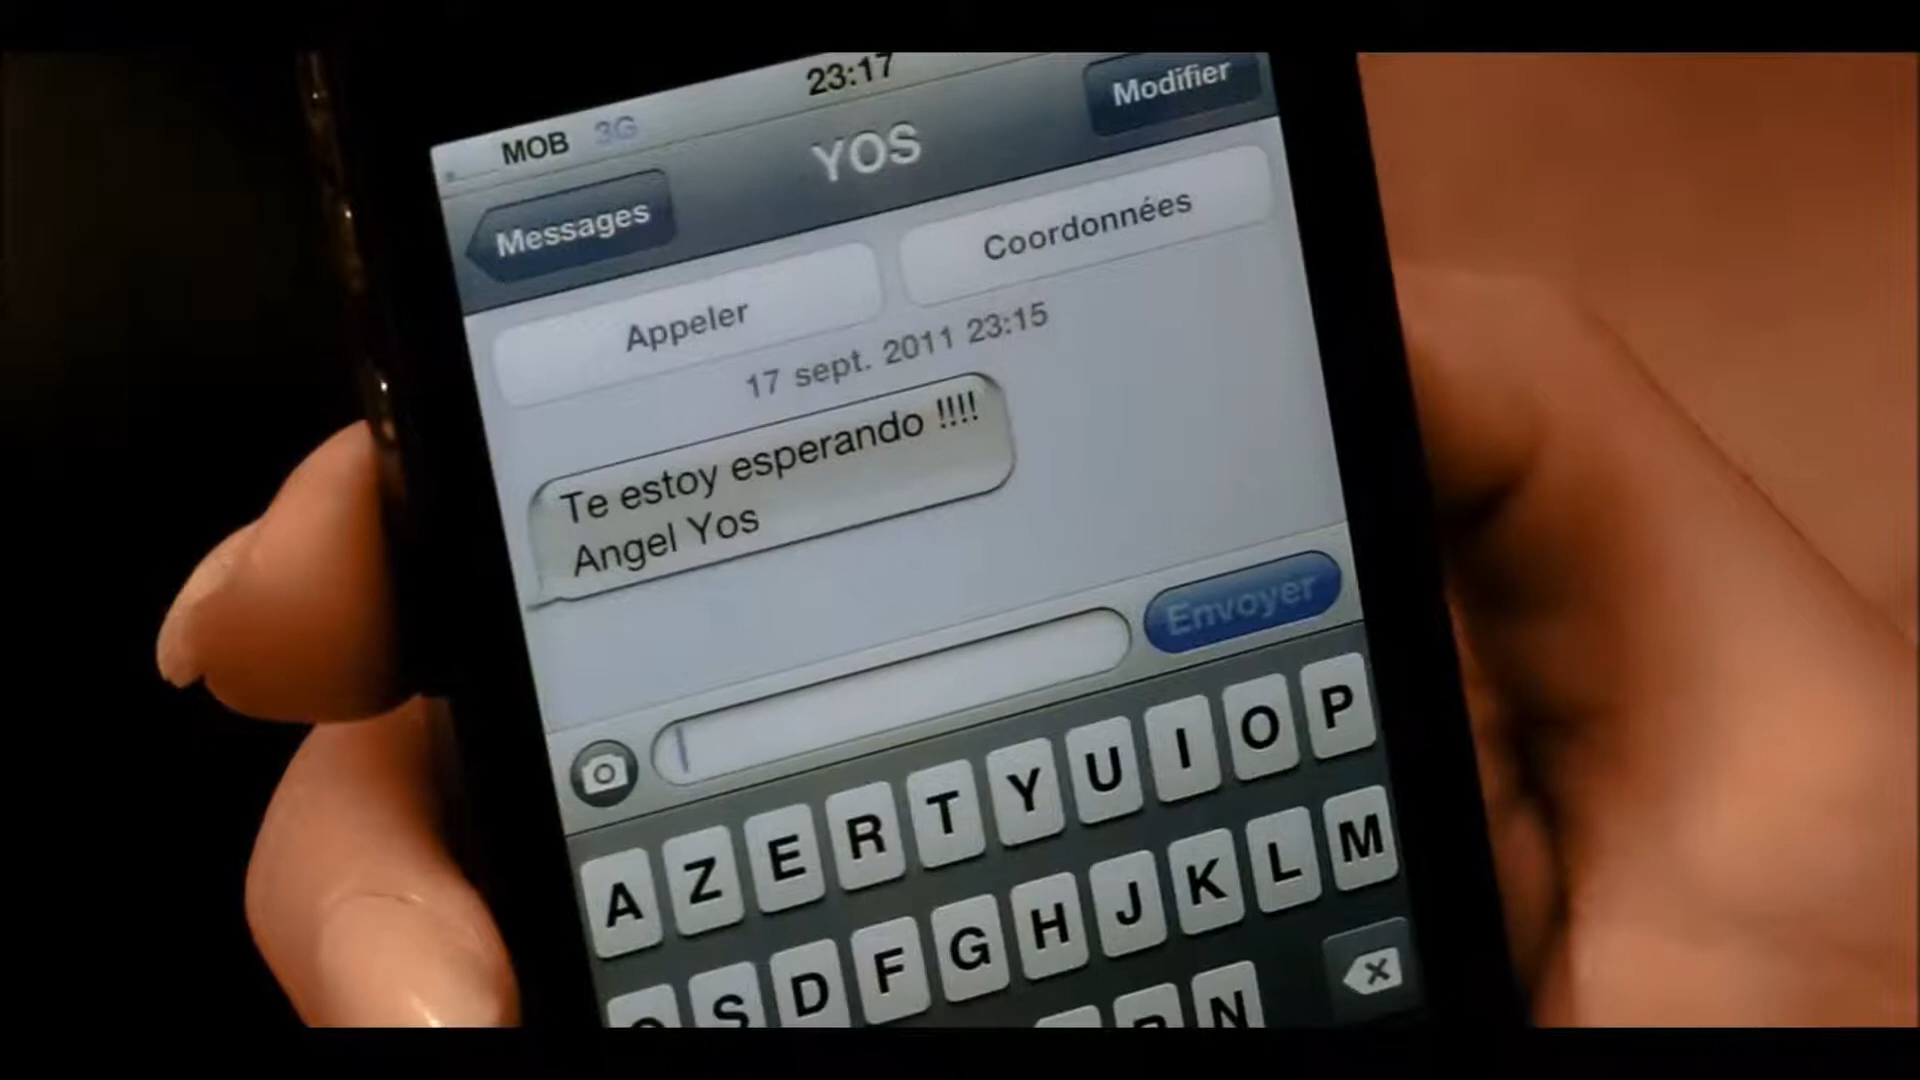 23:17
MOB 3G
Messages
YOS
Modifier
Appeler
Coordonnées
17 sept. 2011 23:15
Te estoy esperando !!!!
Angel Yos
Envoyer
A Z E R T Y U I O P
S D F G H J K L M
N